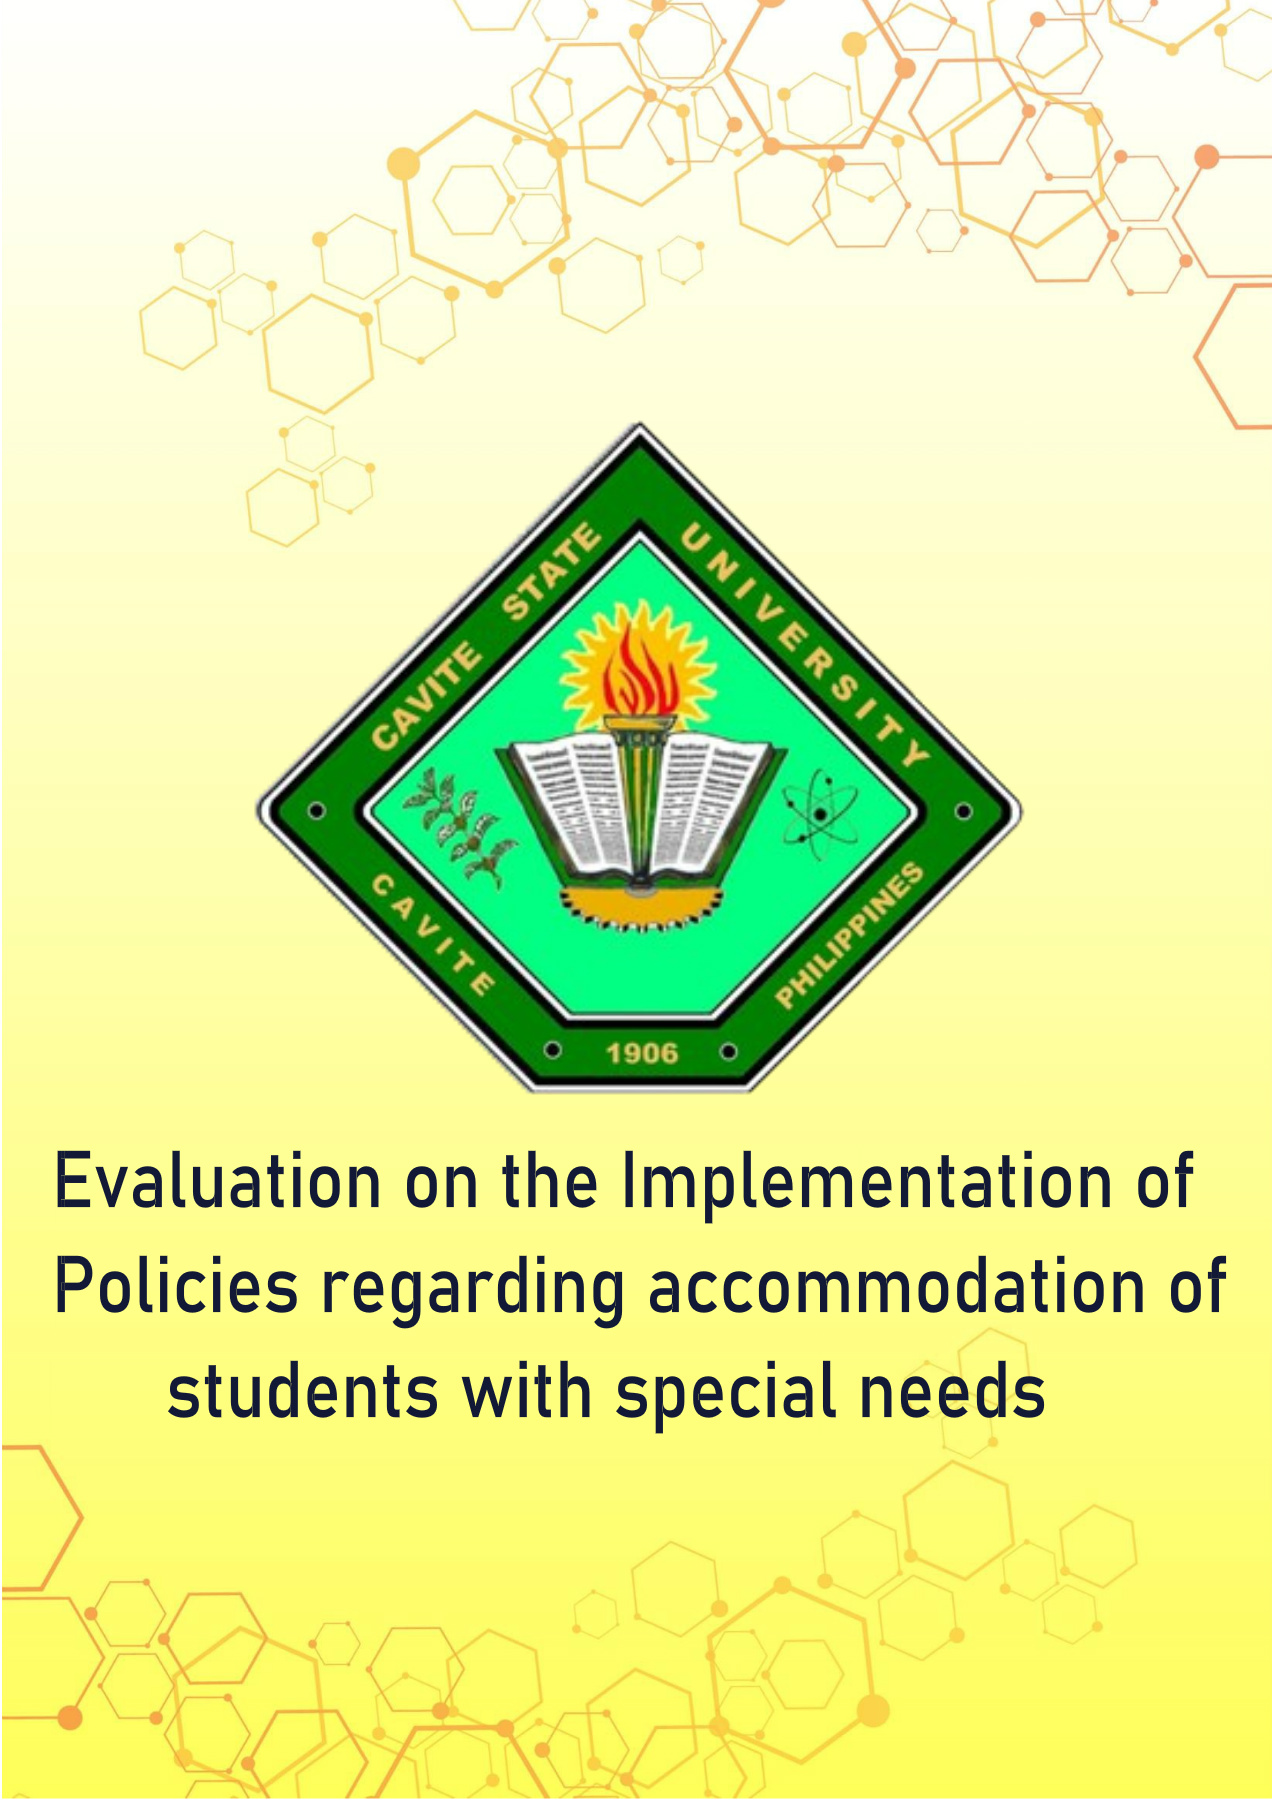 CAVITE STATE UNIVERSITY
CAVITE
PHILIPPINES
1906
Evaluation on the Implementation of
Policies regarding accommodation of
students with special needs